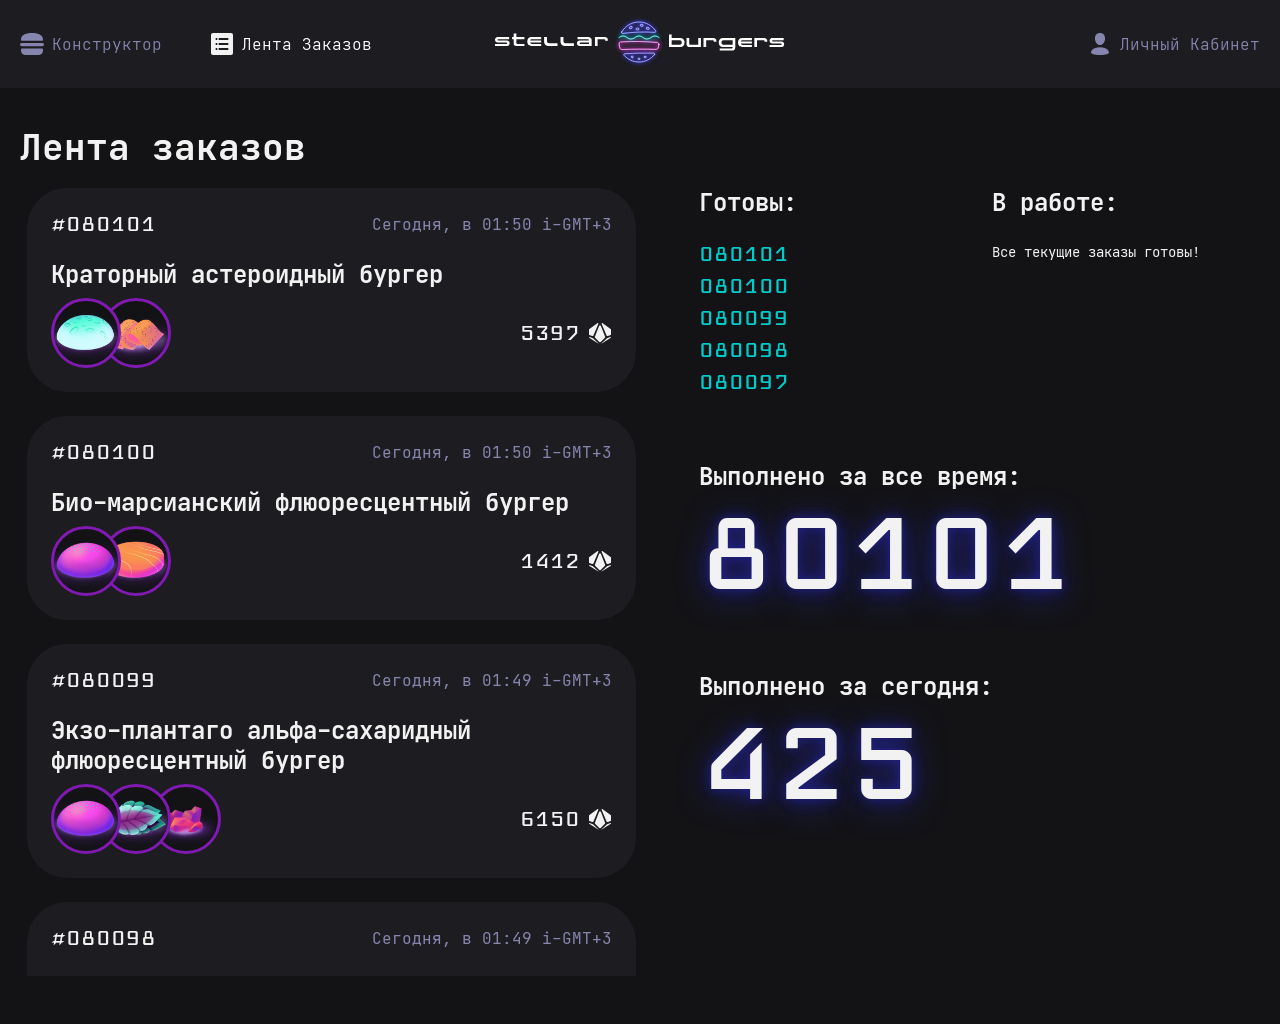 Конструктор
Лента Заказов
stellar burgers
Личный Кабинет
Лента заказов
#080101
Сегодня, в 01:50 i-GMT+3
Краторный астероидный бургер
5397
#080100
Сегодня, в 01:50 i-GMT+3
Био-марсианский флюоресцентный бургер
1412
#080099
Сегодня, в 01:49 i-GMT+3
Экзо-плантаго альфа-сахаридный
флюоресцентный бургер
6150
#080098
Сегодня, в 01:49 i-GMT+3
Готовы:
080101
080100
080099
080098
080097
В работе:
Все текущие заказы готовы!
Выполнено за все время:
80101
Выполнено за сегодня:
425